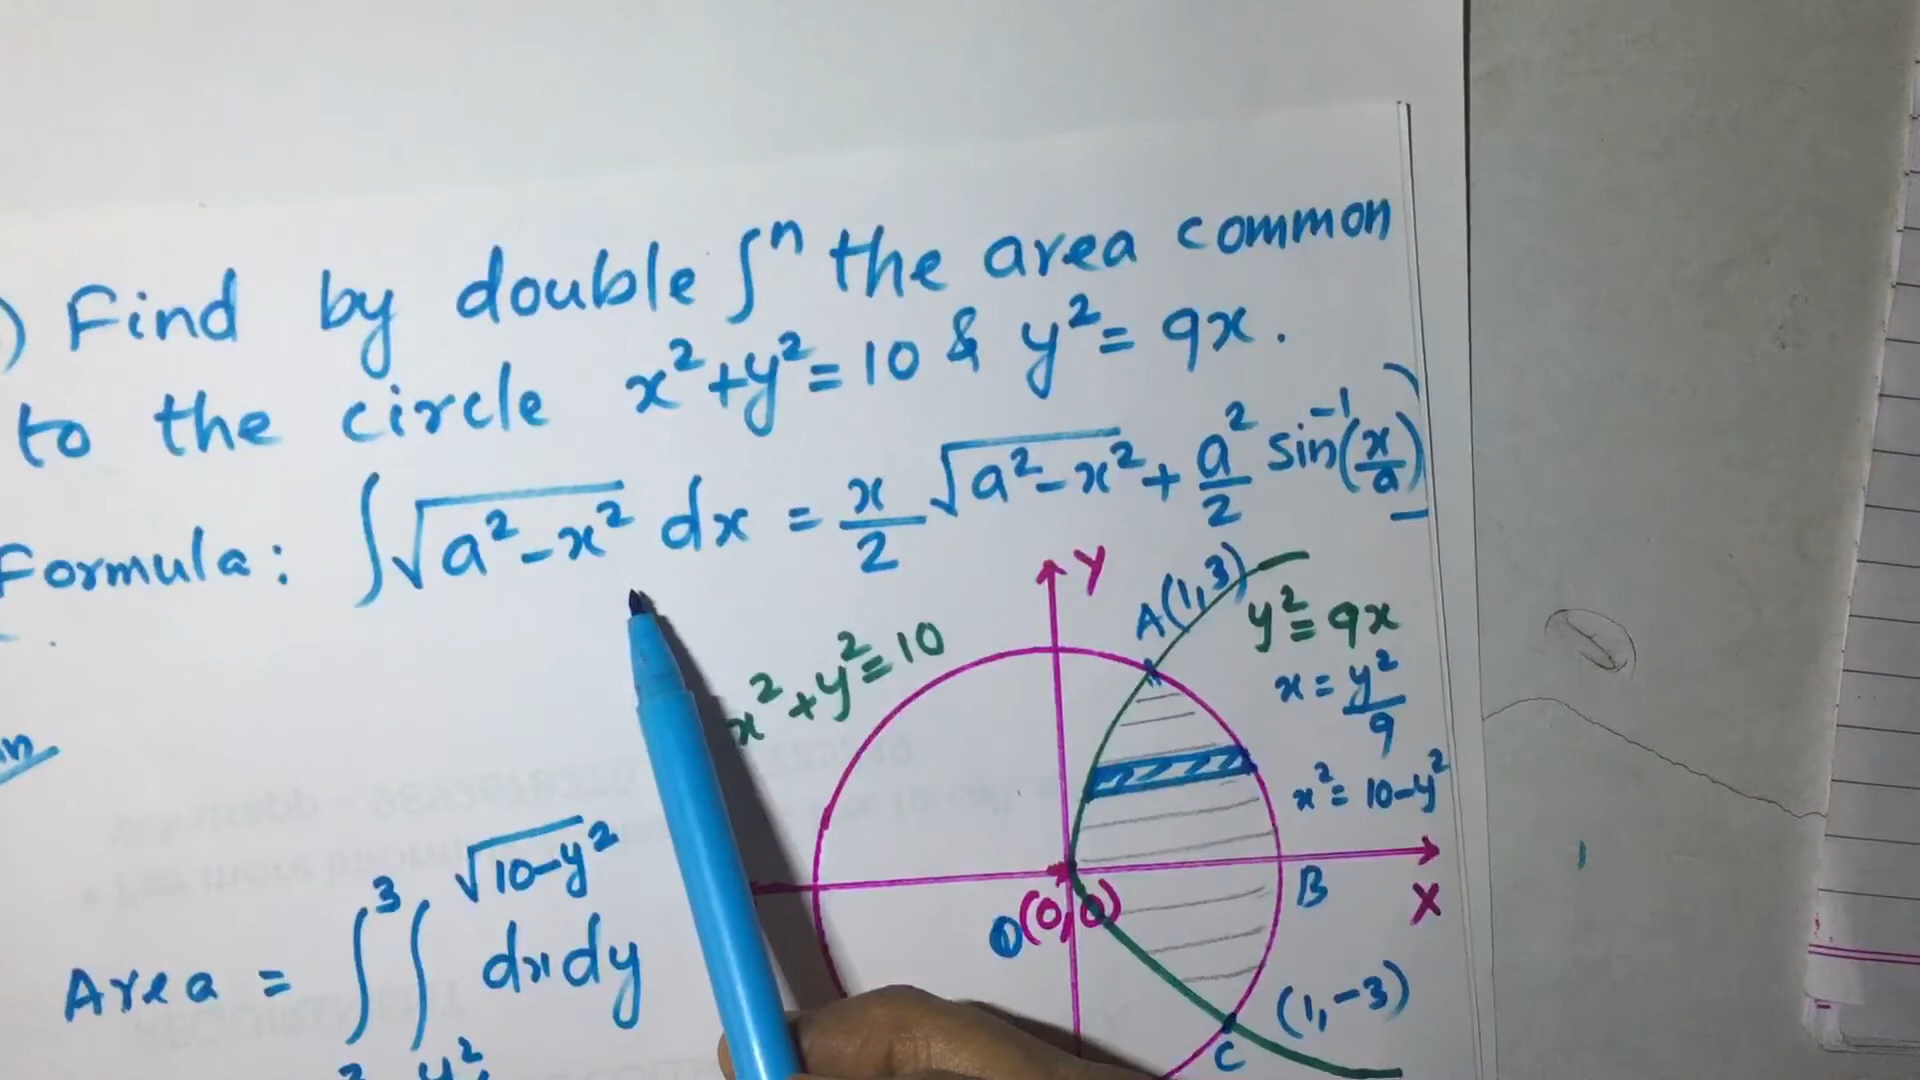 ) Find by double ∫ⁿ the area common
to the circle x²+y²=10 & y²=9x.
Formula: ∫√(a²-x²) dx = x/2 √(a²-x²) + a²/2 sin⁻¹(x/a)
Y
A(1,3)
y²=9x
x²+y²=10
x=y²/9
x²=10-y²
O(0,0)
B
X
(1,-3)
C
Area = ∫³∫^√(10-y²) dxdy
y²